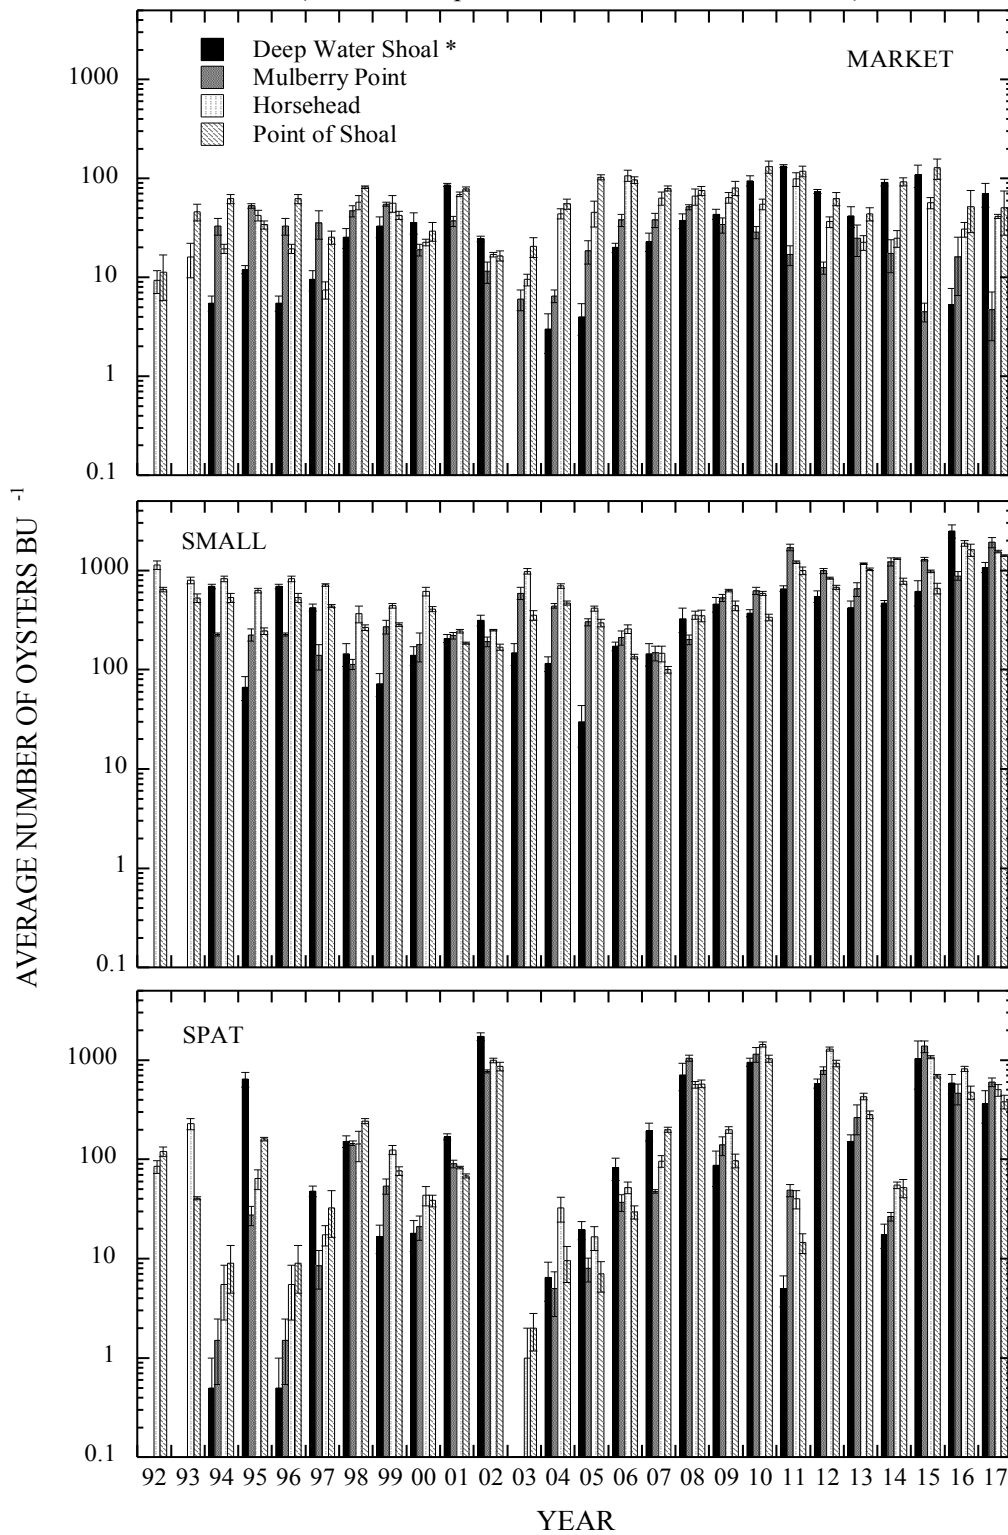 Deep Water Shoal *
Mulberry Point
Horsehead
Point of Shoal
MARKET
1000
100
10
1
0.1
SMALL
1000
100
10
1
0.1
SPAT
1000
100
10
1
0.1
92 93 94 95 96 97 98 99 00 01 02 03 04 05 06 07 08 09 10 11 12 13 14 15 16 17
YEAR
AVERAGE NUMBER OF OYSTERS BU -1